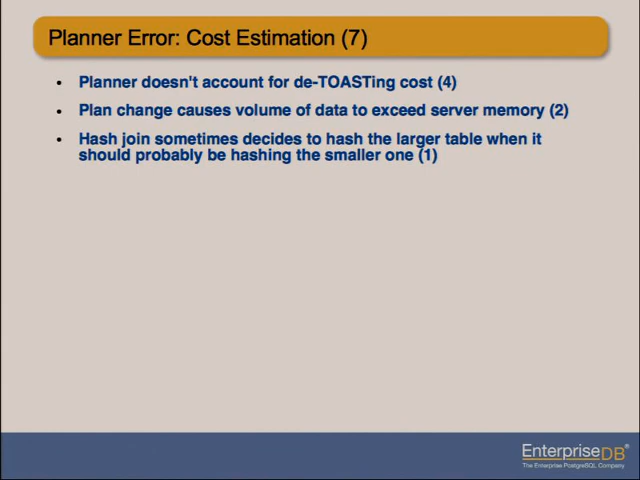 Planner Error: Cost Estimation (7)
• Planner doesn't account for de-TOASTing cost (4)
• Plan change causes volume of data to exceed server memory (2)
• Hash join sometimes decides to hash the larger table when it
should probably be hashing the smaller one (1)
ENTERPRISEDB®
The Enterprise PostgreSQL Company